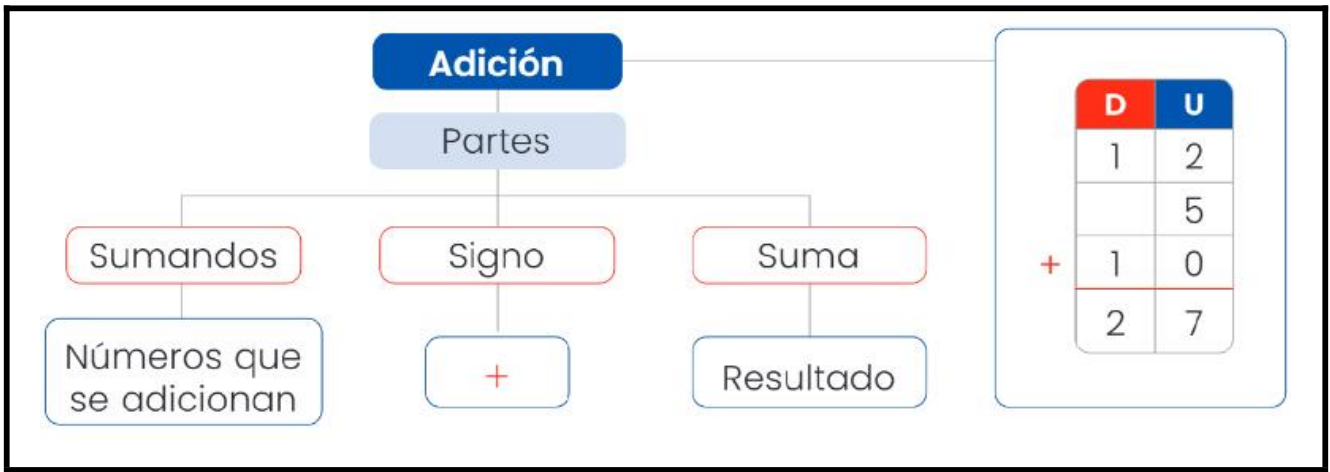 Adición
Partes
Sumandos
Signo
Suma
Números que
se adicionan
+
Resultado
D U
1 2
5
+ 1 0
2 7